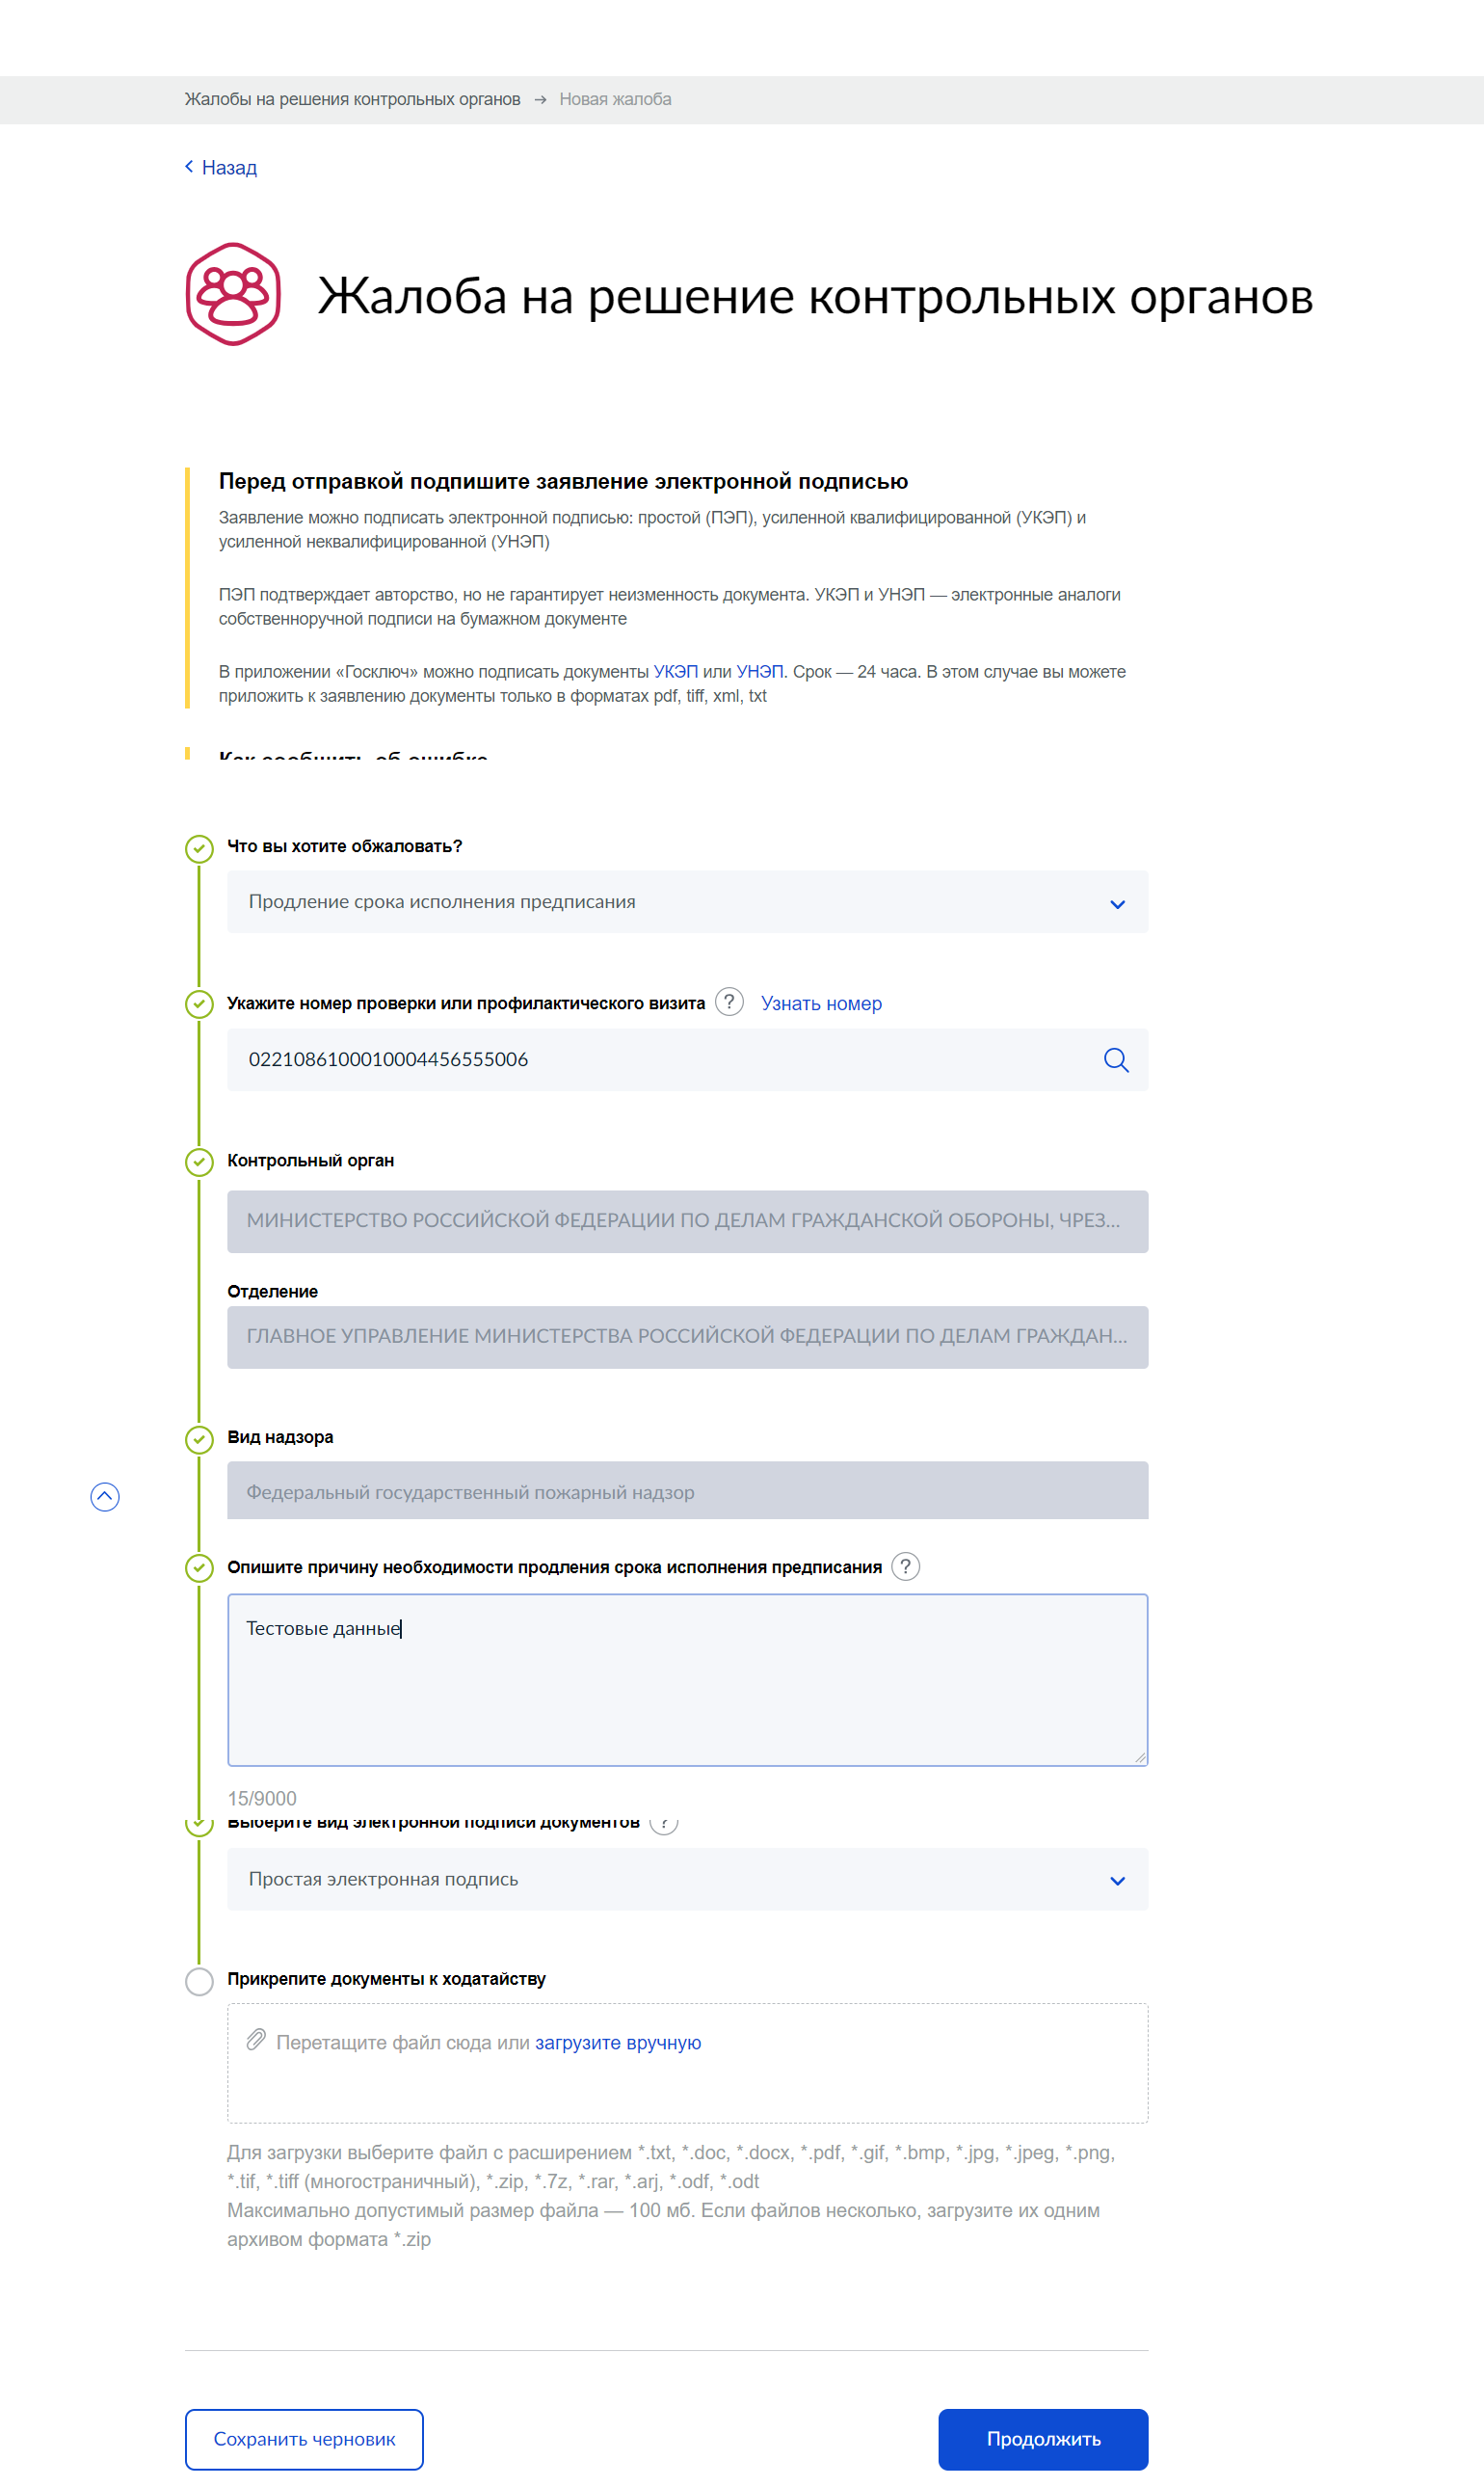 Жалобы на решения контрольных органов → Новая жалоба
Назад
Жалоба на решение контрольных органов
Перед отправкой подпишите заявление электронной подписью
Заявление можно подписать электронной подписью: простой (ПЭП), усиленной квалифицированной (УКЭП) и
усиленной неквалифицированной (УНЭП)
ПЭП подтверждает авторство, но не гарантирует неизменность документа. УКЭП и УНЭП — электронные аналоги
собственноручной подписи на бумажном документе
В приложении «Госключ» можно подписать документы УКЭП или УНЭП. Срок — 24 часа. В этом случае вы можете
приложить к заявлению документы только в форматах pdf, tiff, xml, txt
Как сообщить об ошибке
Что вы хотите обжаловать?
Продление срока исполнения предписания
Укажите номер проверки или профилактического визита ? Узнать номер
0221086100010004456555006
Контрольный орган
МИНИСТЕРСТВО РОССИЙСКОЙ ФЕДЕРАЦИИ ПО ДЕЛАМ ГРАЖДАНСКОЙ ОБОРОНЫ, ЧРЕЗ...
Отделение
ГЛАВНОЕ УПРАВЛЕНИЕ МИНИСТЕРСТВА РОССИЙСКОЙ ФЕДЕРАЦИИ ПО ДЕЛАМ ГРАЖДАН...
Вид надзора
Федеральный государственный пожарный надзор
Опишите причину необходимости продления срока исполнения предписания ?
Тестовые данные
15/9000
Выберите вид электронной подписи документов ?
Простая электронная подпись
Прикрепите документы к ходатайству
Перетащите файл сюда или загрузите вручную
Для загрузки выберите файл с расширением *.txt, *.doc, *.docx, *.pdf, *.gif, *.bmp, *.jpg, *.jpeg, *.png,
*.tif, *.tiff (многостраничный), *.zip, *.7z, *.rar, *.arj, *.odf, *.odt
Максимально допустимый размер файла — 100 мб. Если файлов несколько, загрузите их одним
архивом формата *.zip
Сохранить черновик
Продолжить